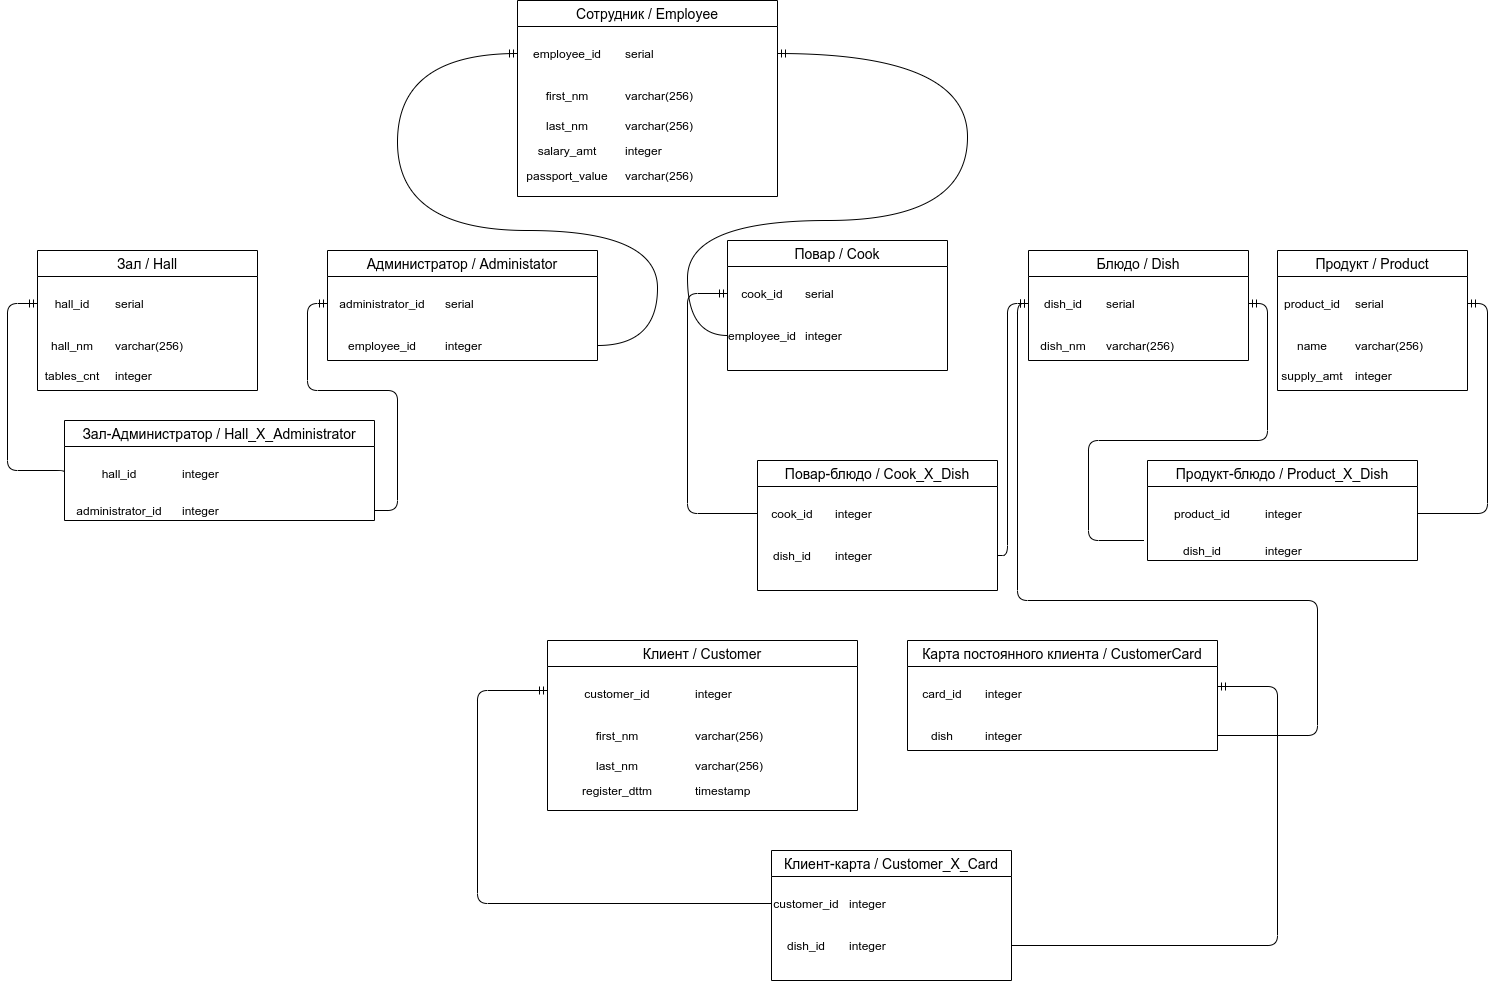 Сотрудник / Employee
employee_id serial
first_nm varchar(256)
last_nm varchar(256)
salary_amt integer
passport_value varchar(256)
Зал / Hall
hall_id serial
hall_nm varchar(256)
tables_cnt integer
Администратор / Administator
administrator_id serial
employee_id integer
Повар / Cook
cook_id serial
employee_id integer
Блюдо / Dish
dish_id serial
dish_nm varchar(256)
Продукт / Product
product_id serial
name varchar(256)
supply_amt integer
Зал-Администратор / Hall_X_Administrator
hall_id integer
administrator_id integer
Повар-блюдо / Cook_X_Dish
cook_id integer
dish_id integer
Продукт-блюдо / Product_X_Dish
product_id integer
dish_id integer
Клиент / Customer
customer_id integer
first_nm varchar(256)
last_nm varchar(256)
register_dttm timestamp
Карта постоянного клиента / CustomerCard
card_id integer
dish integer
Клиент-карта / Customer_X_Card
customer_id integer
dish_id integer